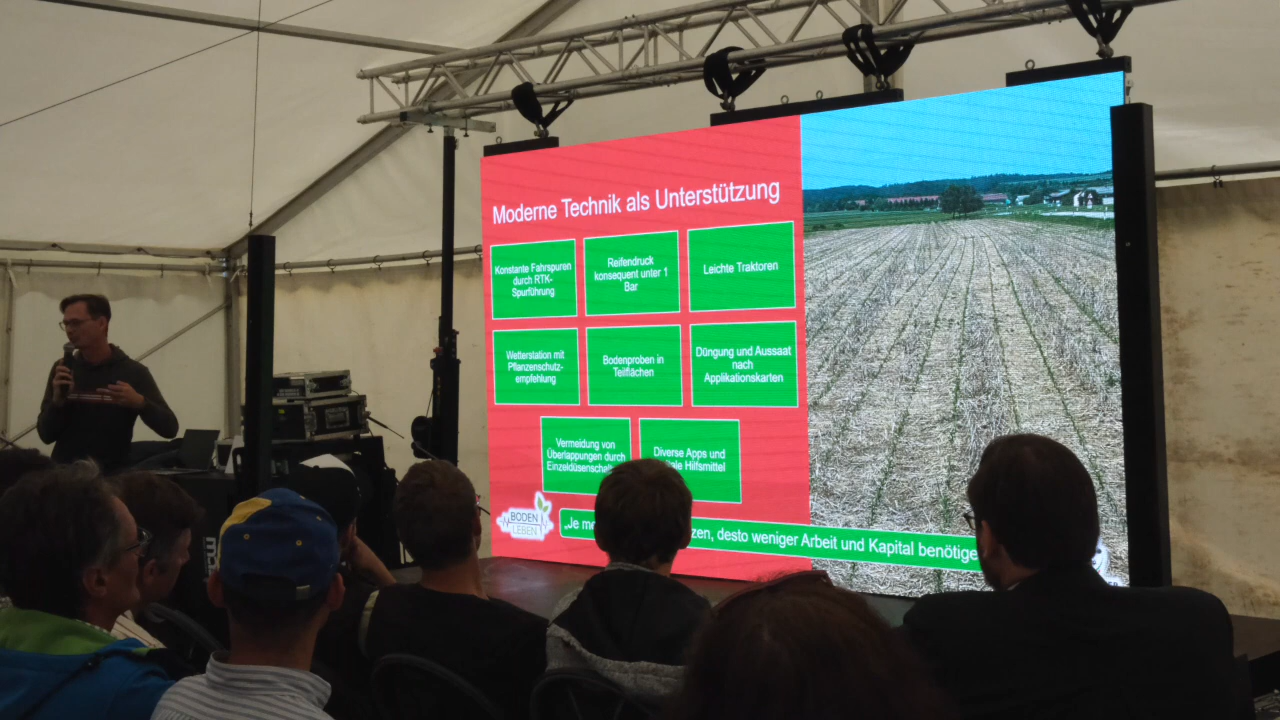 Moderne Technik als Unterstützung
Konstante Fahrspuren
durch RTK-
Spurführung
Reifendruck
konsequent unter 1
Bar
Leichte Traktoren
Wetterstation mit
Pflanzenschutz-
empfehlung
Bodenproben in
Teilflächen
Düngung und Aussaat
nach
Applikationskarten
Vermeidung von
Überlappungen durch
Diverse Apps und
Hilfsmittel
BODEN
LEBEN
„Je
desto weniger Arbeit und Kapital